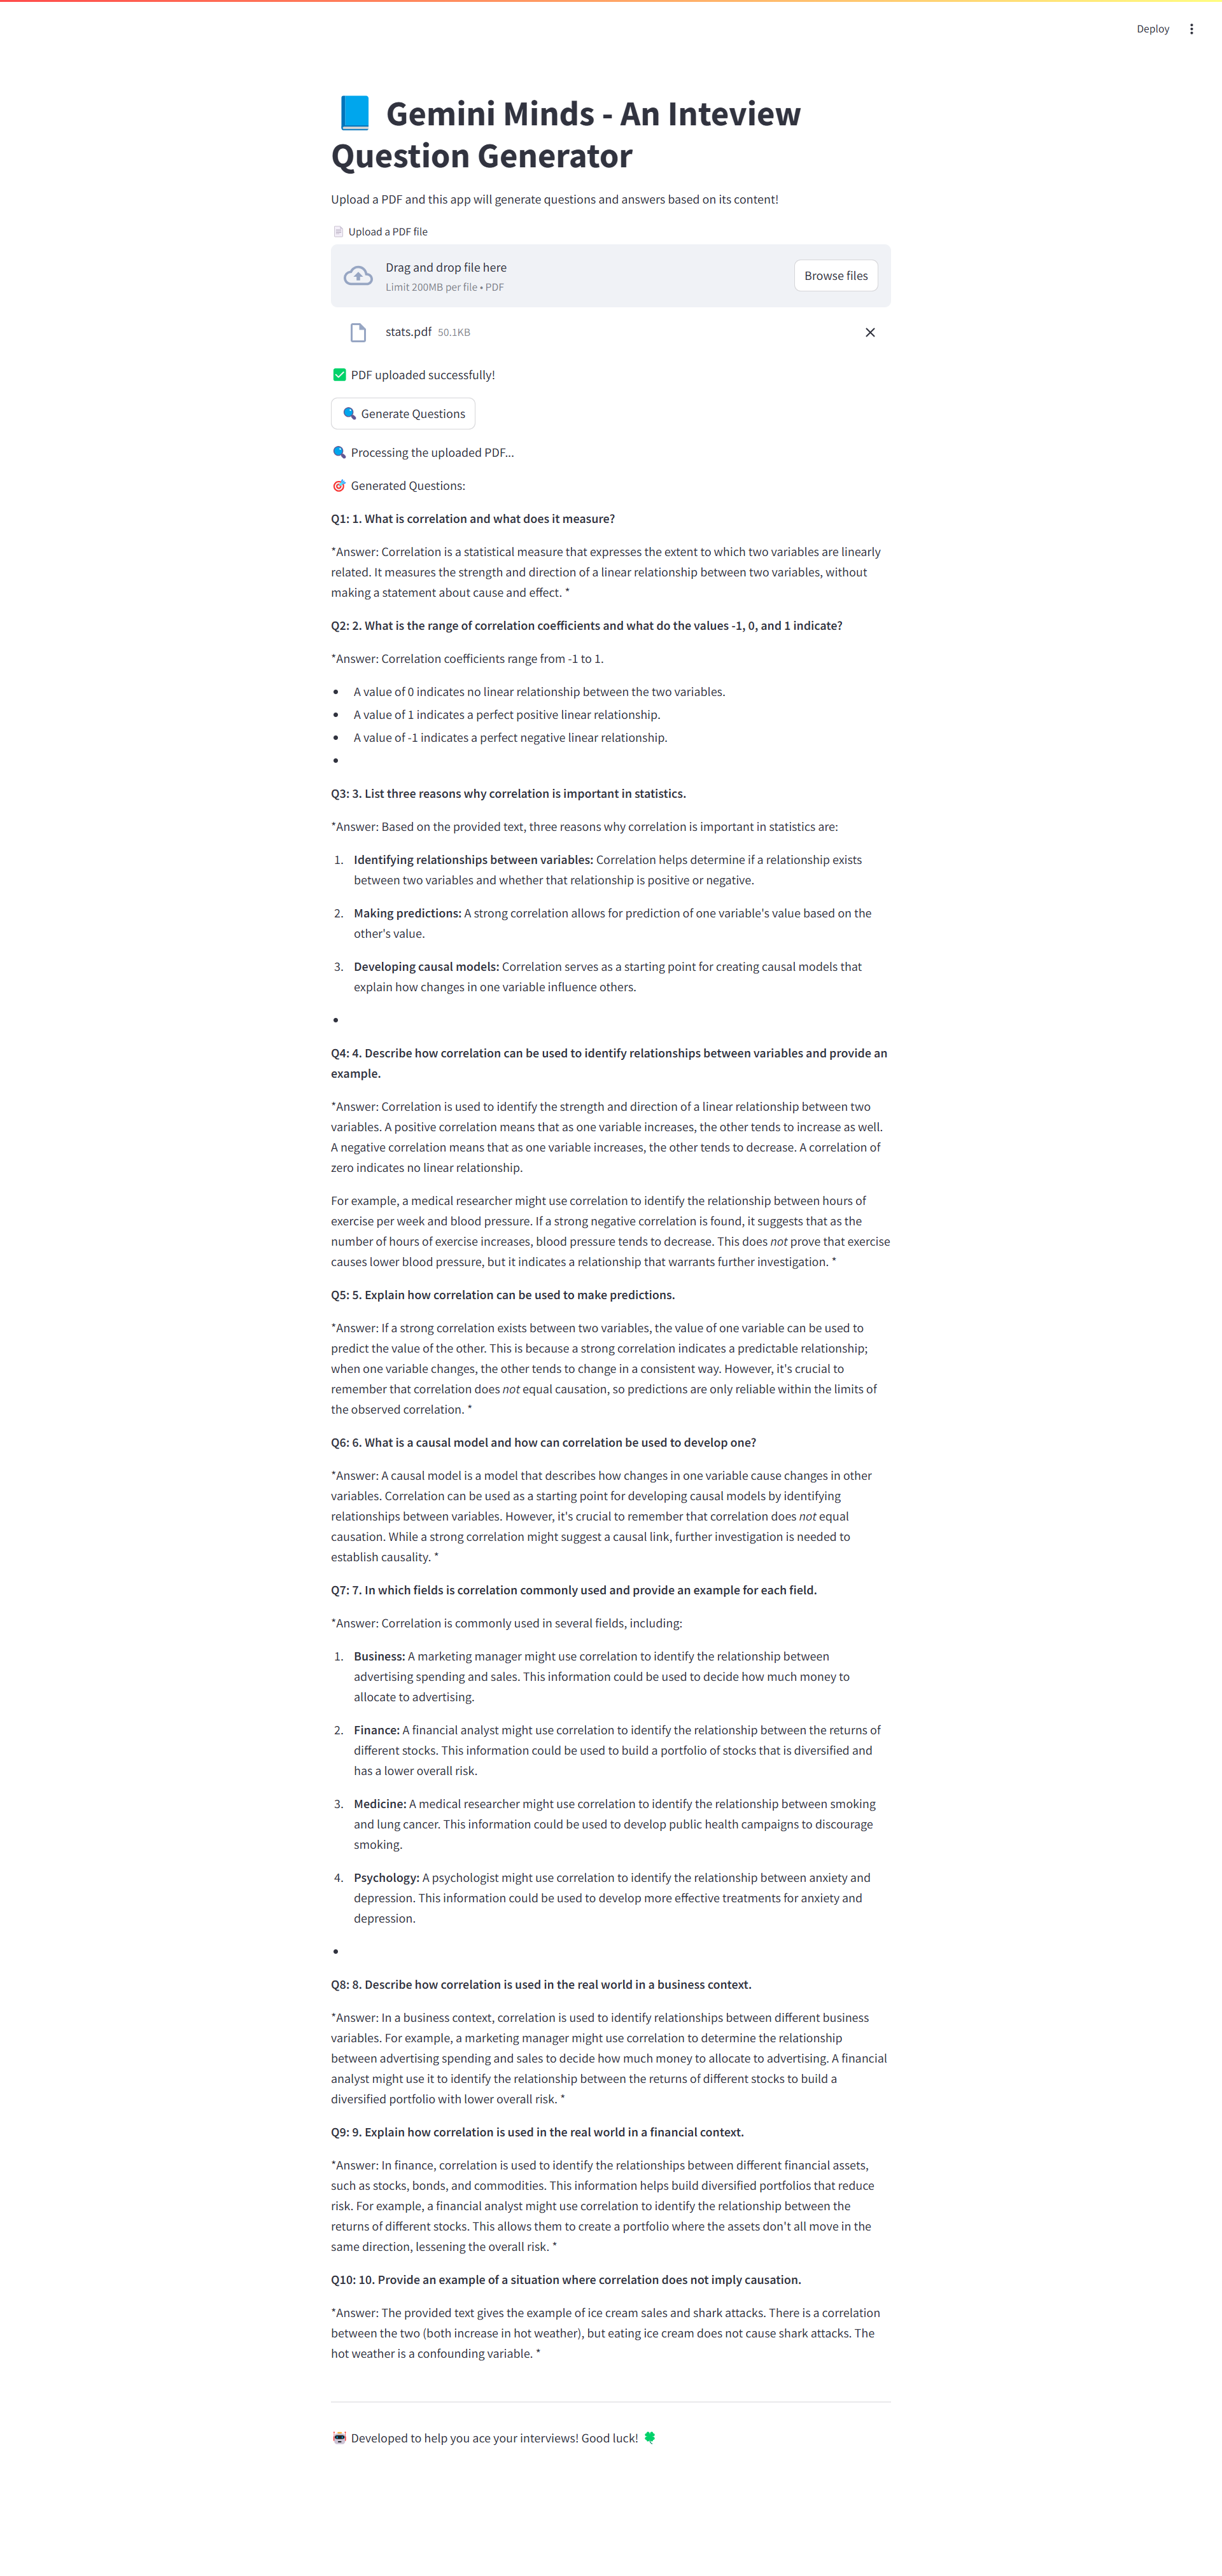 Deploy
📘 Gemini Minds - An Inteview
Question Generator
Upload a PDF and this app will generate questions and answers based on its content!
📄 Upload a PDF file
Drag and drop file here
Limit 200MB per file • PDF
Browse files
stats.pdf 50.1KB
✅ PDF uploaded successfully!
🔍 Generate Questions
🔍 Processing the uploaded PDF...
🎯 Generated Questions:
Q1: 1. What is correlation and what does it measure?
*Answer: Correlation is a statistical measure that expresses the extent to which two variables are linearly
related. It measures the strength and direction of a linear relationship between two variables, without
making a statement about cause and effect. *
Q2: 2. What is the range of correlation coefficients and what do the values -1, 0, and 1 indicate?
*Answer: Correlation coefficients range from -1 to 1.
• A value of 0 indicates no linear relationship between the two variables.
• A value of 1 indicates a perfect positive linear relationship.
• A value of -1 indicates a perfect negative linear relationship.
•
Q3: 3. List three reasons why correlation is important in statistics.
*Answer: Based on the provided text, three reasons why correlation is important in statistics are:
1. Identifying relationships between variables: Correlation helps determine if a relationship exists
between two variables and whether that relationship is positive or negative.
2. Making predictions: A strong correlation allows for prediction of one variable's value based on the
other's value.
3. Developing causal models: Correlation serves as a starting point for creating causal models that
explain how changes in one variable influence others.
•
Q4: 4. Describe how correlation can be used to identify relationships between variables and provide an
example.
*Answer: Correlation is used to identify the strength and direction of a linear relationship between two
variables. A positive correlation means that as one variable increases, the other tends to increase as well.
A negative correlation means that as one variable increases, the other tends to decrease. A correlation of
zero indicates no linear relationship.
For example, a medical researcher might use correlation to identify the relationship between hours of
exercise per week and blood pressure. If a strong negative correlation is found, it suggests that as the
number of hours of exercise increases, blood pressure tends to decrease. This does not prove that exercise
causes lower blood pressure, but it indicates a relationship that warrants further investigation. *
Q5: 5. Explain how correlation can be used to make predictions.
*Answer: If a strong correlation exists between two variables, the value of one variable can be used to
predict the value of the other. This is because a strong correlation indicates a predictable relationship;
when one variable changes, the other tends to change in a consistent way. However, it's crucial to
remember that correlation does not equal causation, so predictions are only reliable within the limits of
the observed correlation. *
Q6: 6. What is a causal model and how can correlation be used to develop one?
*Answer: A causal model is a model that describes how changes in one variable cause changes in other
variables. Correlation can be used as a starting point for developing causal models by identifying
relationships between variables. However, it's crucial to remember that correlation does not equal
causation. While a strong correlation might suggest a causal link, further investigation is needed to
establish causality. *
Q7: 7. In which fields is correlation commonly used and provide an example for each field.
*Answer: Correlation is commonly used in several fields, including:
1. Business: A marketing manager might use correlation to identify the relationship between
advertising spending and sales. This information could be used to decide how much money to
allocate to advertising.
2. Finance: A financial analyst might use correlation to identify the relationship between the returns of
different stocks. This information could be used to build a portfolio of stocks that is diversified and
has a lower overall risk.
3. Medicine: A medical researcher might use correlation to identify the relationship between smoking
and lung cancer. This information could be used to develop public health campaigns to discourage
smoking.
4. Psychology: A psychologist might use correlation to identify the relationship between anxiety and
depression. This information could be used to develop more effective treatments for anxiety and
depression.
•
Q8: 8. Describe how correlation is used in the real world in a business context.
*Answer: In a business context, correlation is used to identify relationships between different business
variables. For example, a marketing manager might use correlation to determine the relationship
between advertising spending and sales to decide how much money to allocate to advertising. A financial
analyst might use it to identify the relationship between the returns of different stocks to build a
diversified portfolio with lower overall risk. *
Q9: 9. Explain how correlation is used in the real world in a financial context.
*Answer: In finance, correlation is used to identify the relationships between different financial assets,
such as stocks, bonds, and commodities. This information helps build diversified portfolios that reduce
risk. For example, a financial analyst might use correlation to identify the relationship between the
returns of different stocks. This allows them to create a portfolio where the assets don't all move in the
same direction, lessening the overall risk. *
Q10: 10. Provide an example of a situation where correlation does not imply causation.
*Answer: The provided text gives the example of ice cream sales and shark attacks. There is a correlation
between the two (both increase in hot weather), but eating ice cream does not cause shark attacks. The
hot weather is a confounding variable. *
🤖 Developed to help you ace your interviews! Good luck! 🍀